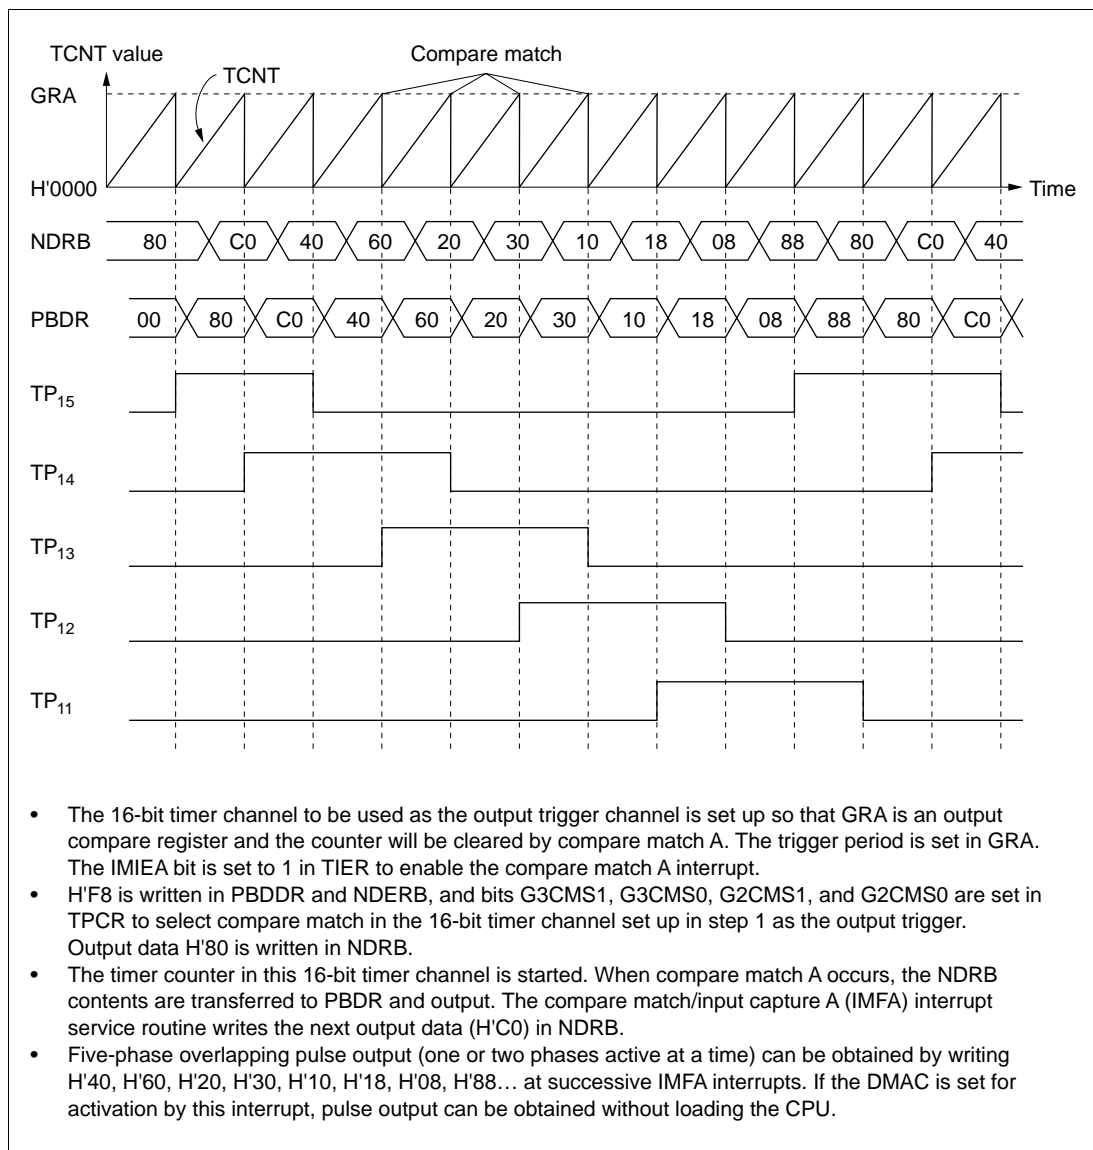 TCNT value
Compare match
TCNT
GRA
H'0000
Time
NDRB 80 C0 40 60 20 30 10 18 08 88 80 C0 40
PBDR 00 80 C0 40 60 20 30 10 18 08 88 80 C0
TP15
TP14
TP13
TP12
TP11
• The 16-bit timer channel to be used as the output trigger channel is set up so that GRA is an output
compare register and the counter will be cleared by compare match A. The trigger period is set in GRA.
The IMIEA bit is set to 1 in TIER to enable the compare match A interrupt.
• H'F8 is written in PBDDR and NDERB, and bits G3CMS1, G3CMS0, G2CMS1, and G2CMS0 are set in
TPCR to select compare match in the 16-bit timer channel set up in step 1 as the output trigger.
Output data H'80 is written in NDRB.
• The timer counter in this 16-bit timer channel is started. When compare match A occurs, the NDRB
contents are transferred to PBDR and output. The compare match/input capture A (IMFA) interrupt
service routine writes the next output data (H'C0) in NDRB.
• Five-phase overlapping pulse output (one or two phases active at a time) can be obtained by writing
H'40, H'60, H'20, H'30, H'10, H'18, H'08, H'88… at successive IMFA interrupts. If the DMAC is set for
activation by this interrupt, pulse output can be obtained without loading the CPU.